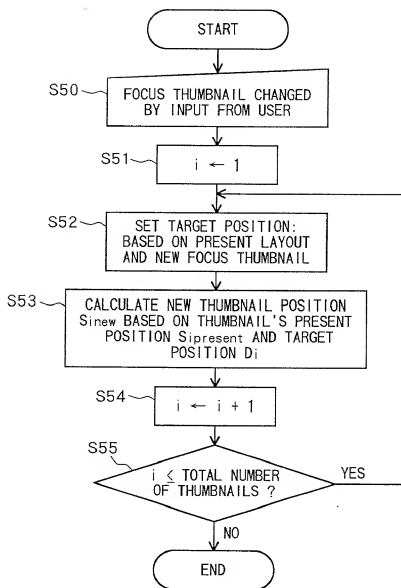 START
S50
FOCUS THUMBNAIL CHANGED
BY INPUT FROM USER
S51
i ← 1
S52
SET TARGET POSITION:
BASED ON PRESENT LAYOUT
AND NEW FOCUS THUMBNAIL
S53
CALCULATE NEW THUMBNAIL POSITION
Sinew BASED ON THUMBNAIL'S PRESENT
POSITION Sipresent AND TARGET
POSITION Di
S54
i ← i + 1
S55
i ≤ TOTAL NUMBER
OF THUMBNAILS ?
YES
NO
END